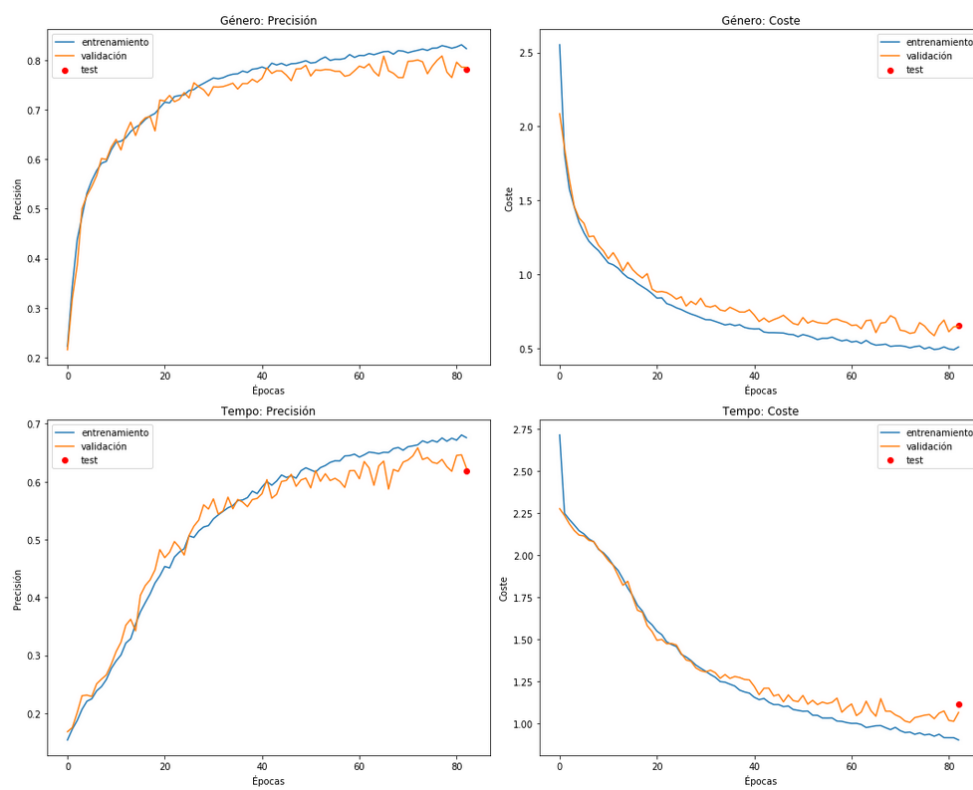 Género: Precisión
entrenamiento
validación
test
0.8
0.7
0.6
0.5
0.4
0.3
0.2
Precisión
0
20
40
60
80
Épocas
Género: Coste
entrenamiento
validación
test
2.5
2.0
1.5
1.0
0.5
Coste
0
20
40
60
80
Épocas
Tempo: Precisión
entrenamiento
validación
test
0.7
0.6
0.5
0.4
0.3
0.2
Precisión
0
20
40
60
80
Épocas
Tempo: Coste
entrenamiento
validación
test
2.75
2.50
2.25
2.00
1.75
1.50
1.25
1.00
Coste
0
20
40
60
80
Épocas